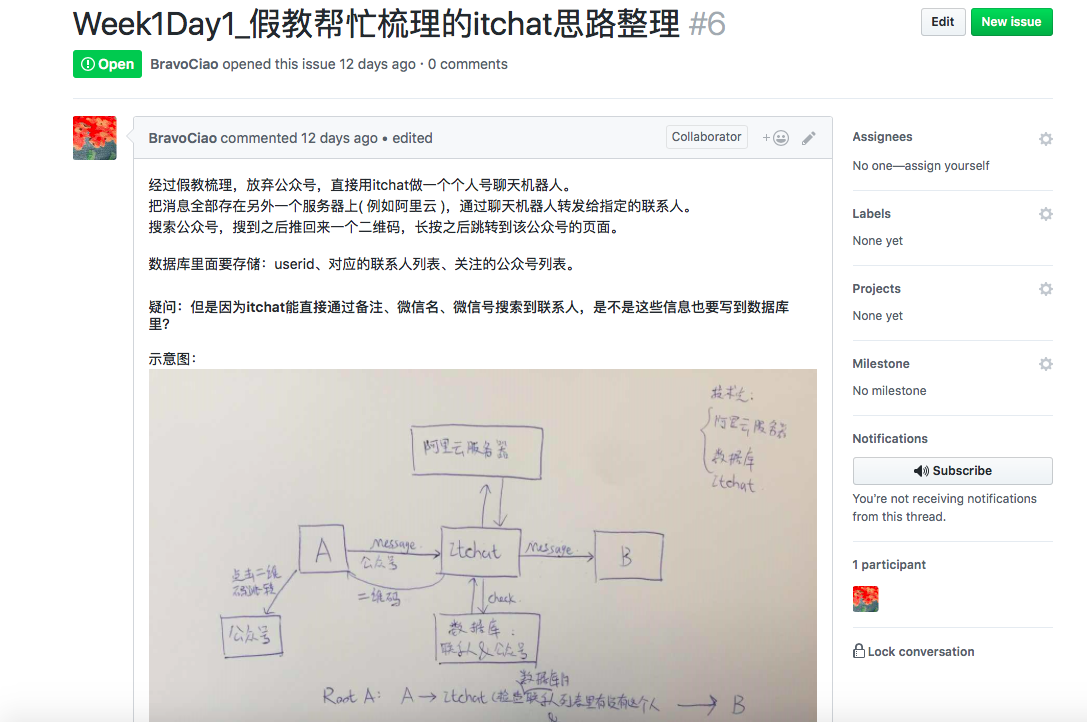 Week1Day1_假教帮忙梳理的itchat思路整理 #6
Edit
New issue
Open
BravoCiao opened this issue 12 days ago · 0 comments
BravoCiao commented 12 days ago • edited
Collaborator
经过假教梳理，放弃公众号，直接用itchat做一个个人号聊天机器人。
把消息全部存在另外一个服务器上( 例如阿里云 )，通过聊天机器人转发给指定的联系人。
搜索公众号，搜到之后推回来一个二维码，长按之后跳转到该公众号的页面。
数据库里面要存储：userid、对应的联系人列表、关注的公众号列表。
疑问：但是因为itchat能直接通过备注、微信名、微信号搜索到联系人，是不是这些信息也要写到数据库
里？
示意图：
技术点：
阿里云服务器
数据库
Itchat
阿里云服务器
A
message
公众号
二维码
Itchat
message
B
点击二维
码跳转
公众号
check
数据库：
联系人&公众号
数据库内
Root A: A → Itchat (检查联系人列表里有没有这个人 → B
&
Assignees
No one—assign yourself
Labels
None yet
Projects
None yet
Milestone
No milestone
Notifications
Subscribe
You're not receiving notifications
from this thread.
1 participant
Lock conversation